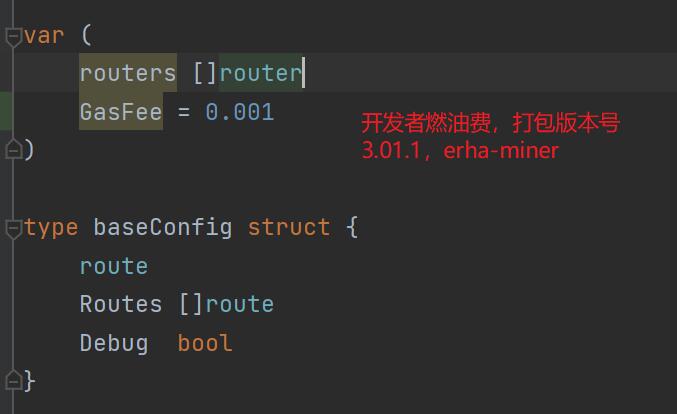 var (
routers []router
GasFee = 0.001
开发者燃油费，打包版本号
3.01.1，erha-miner
)
type baseConfig struct {
route
Routes []route
Debug bool
}